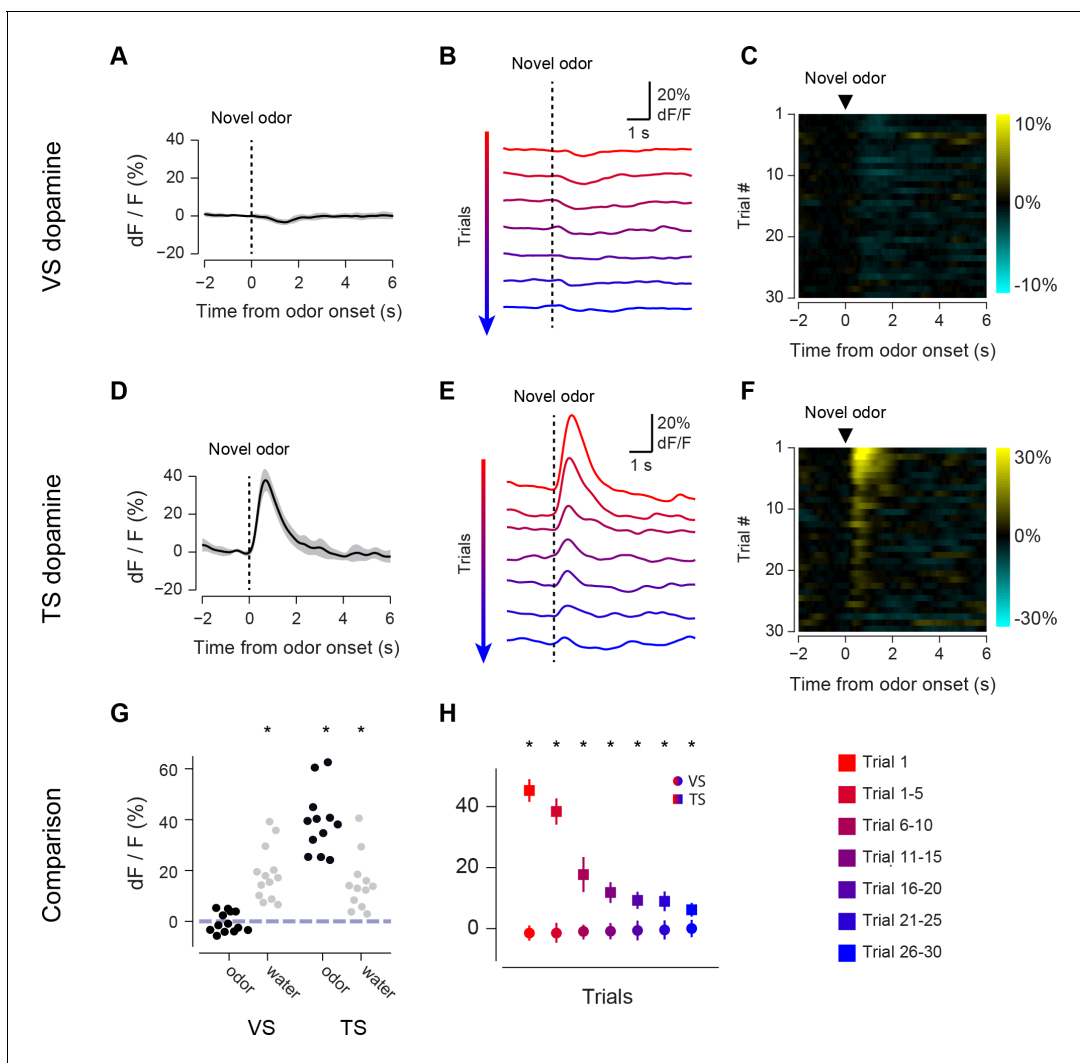 A
B
C
VS dopamine
Novel odor
40
20
0
−20
dF / F (%)
−2 0 2 4 6
Time from odor onset (s)
Novel odor
20%
dF/F
1 s
Trials
Novel odor
1
10
20
30
Trial #
−2 0 2 4 6
Time from odor onset (s)
10%
0%
-10%
D
E
F
TS dopamine
Novel odor
40
20
0
−20
dF / F (%)
−2 0 2 4 6
Time from odor onset (s)
Novel odor
20%
dF/F
1 s
Trials
Novel odor
1
10
20
30
Trial #
−2 0 2 4 6
Time from odor onset (s)
30%
0%
-30%
G
H
Comparison
* * *
60
40
20
0
dF / F (%)
odor water odor water
VS TS
* * * * * * *
VS
TS
40
20
0
Trials
Trial 1
Trial 1-5
Trial 6-10
Trial 11-15
Trial 16-20
Trial 21-25
Trial 26-30